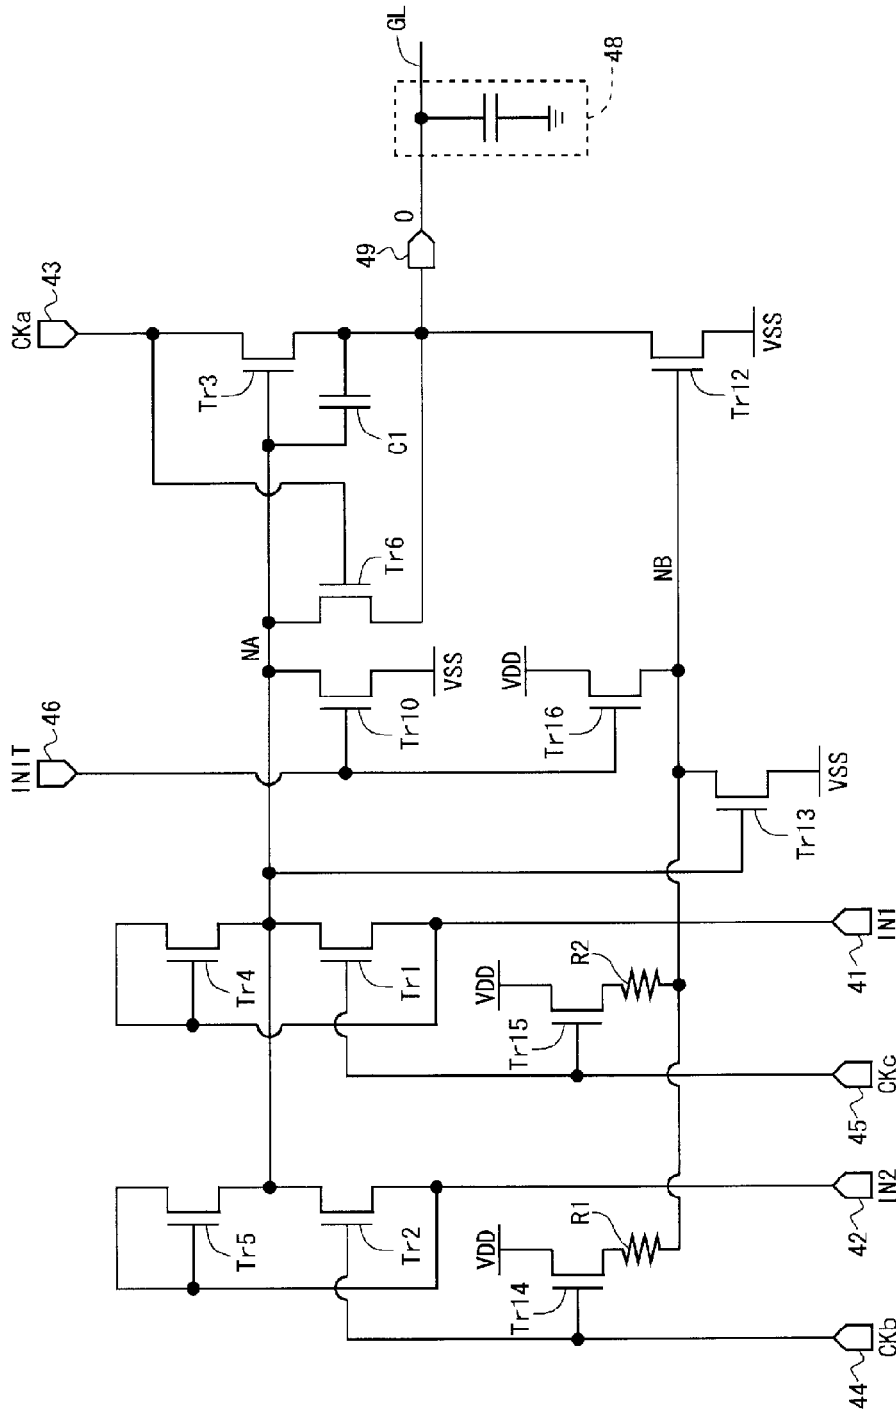 GL
48
O
49
CKa
43
Tr3
C1
VSS
Tr12
Tr6
NA
NB
INIT
46
Tr10
VSS
VDD
Tr16
Tr13
VSS
Tr4
Tr1
VDD
R2
Tr15
41
IN1
45
CKc
Tr5
Tr2
VDD
R1
Tr14
42
IN2
44
CKb